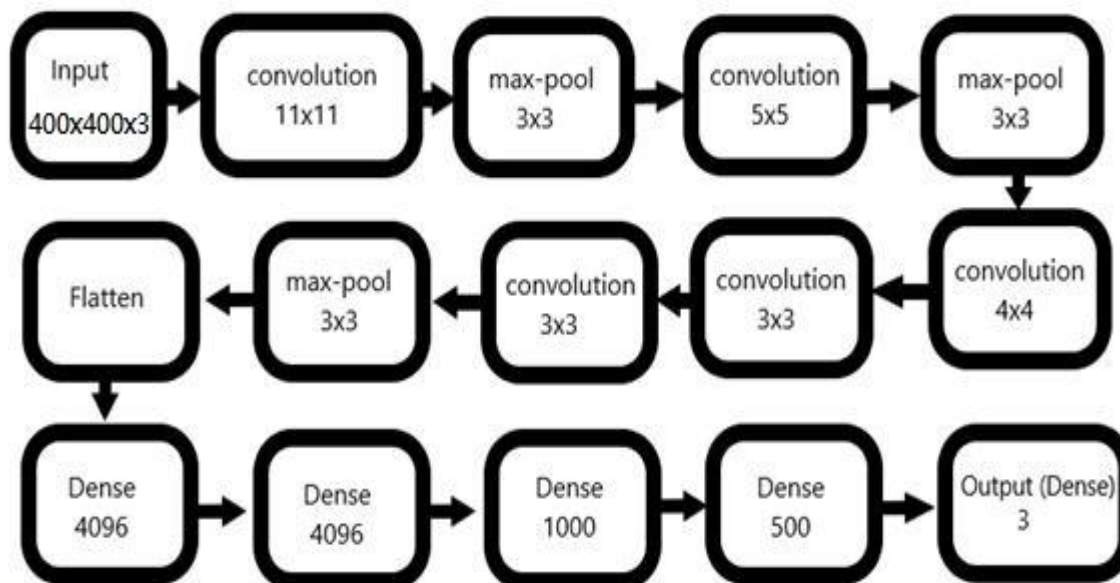 Input
400x400x3
convolution
11x11
max-pool
3x3
convolution
5x5
max-pool
3x3
convolution
4x4
convolution
3x3
convolution
3x3
max-pool
3x3
Flatten
Dense
4096
Dense
4096
Dense
1000
Dense
500
Output (Dense)
3